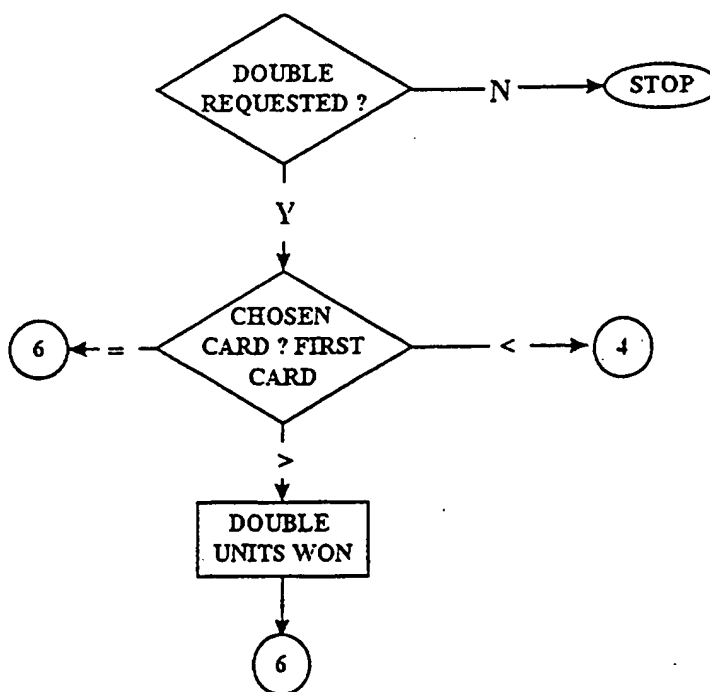 DOUBLE
REQUESTED ?
N
STOP
Y
CHOSEN
CARD ? FIRST
CARD
6
=
<
4
>
DOUBLE
UNITS WON
6